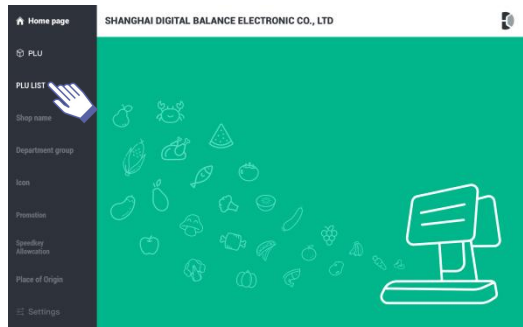 Home page
SHANGHAI DIGITAL BALANCE ELECTRONIC CO., LTD
PLU
PLU LIST
Shop name
Department group
Icon
Promotion
Speedkey
Allowcation
Place of Origin
Settings